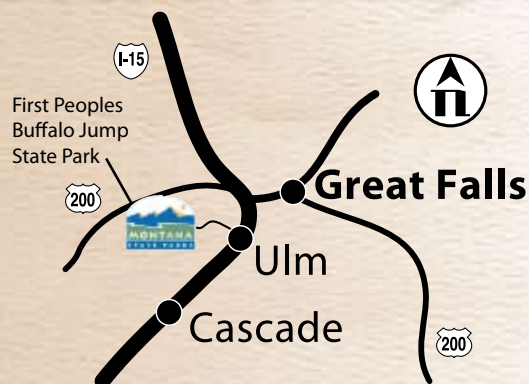 I-15
First Peoples
Buffalo Jump
State Park
200
MONTANA
STATE PARKS
n
Great Falls
Ulm
Cascade
200